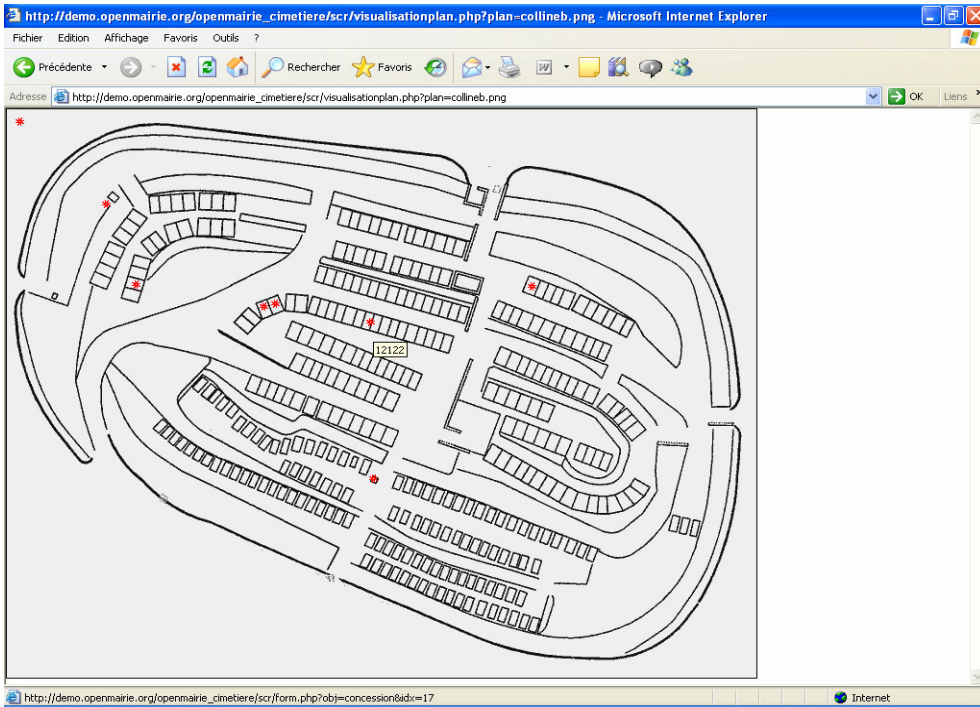 http://demo.openmairie.org/openmairie_cimetiere/scr/visualisationplan.php?plan=collineb.png - Microsoft Internet Explorer
Fichier Edition Affichage Favoris Outils ?
Précédente Rechercher Favoris W
Adresse http://demo.openmairie.org/openmairie_cimetiere/scr/visualisationplan.php?plan=collineb.png OK Liens »
12122
http://demo.openmairie.org/openmairie_cimetiere/scr/form.php?obj=concession&idx=17 Internet